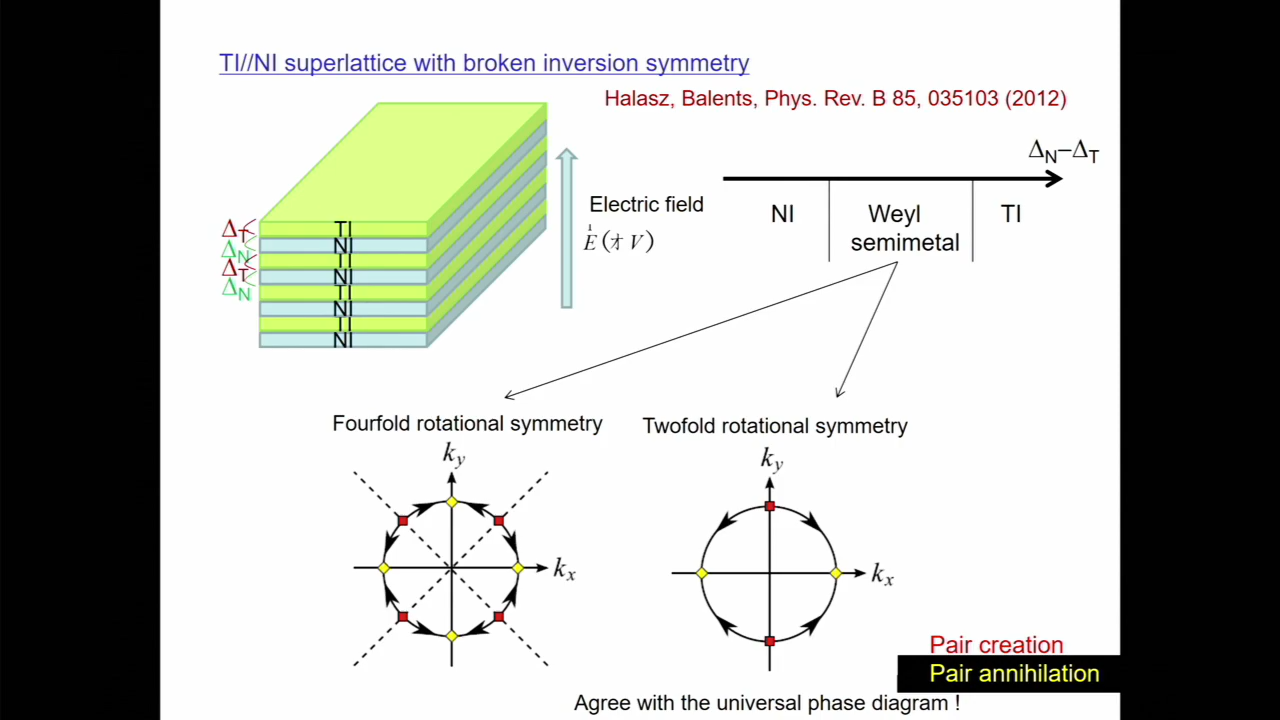 TI//NI superlattice with broken inversion symmetry
Halasz, Balents, Phys. Rev. B 85, 035103 (2012)
Δ_N−Δ_T
NI
Weyl
semimetal
TI
Electric field
Δ_T
Δ_N
Δ_T
Δ_N
TI
NI
TI
NI
TI
NI
TI
NI
Fourfold rotational symmetry
Twofold rotational symmetry
k_y
k_x
k_y
k_x
Pair creation
Pair annihilation
Agree with the universal phase diagram !